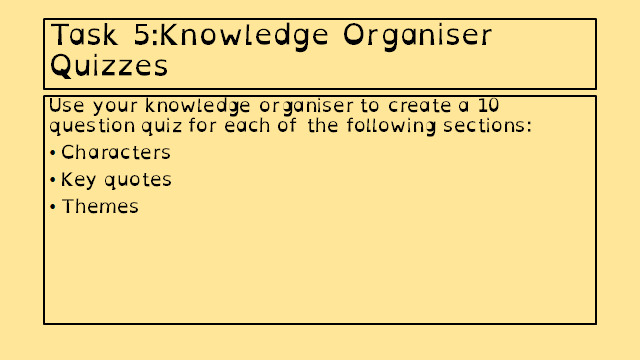 Task 5:Knowledge Organiser
Quizzes
Use your knowledge organiser to create a 10
question quiz for each of the following sections:
• Characters
• Key quotes
• Themes